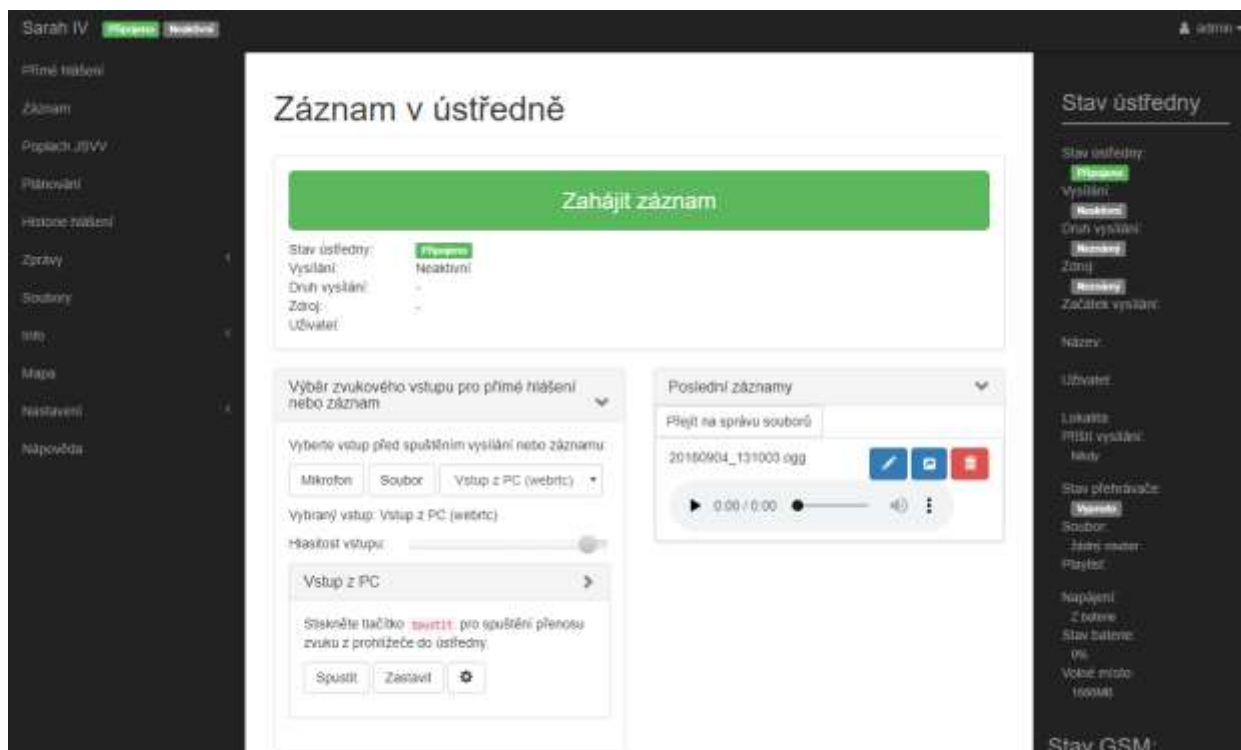 Sarah IV Připojeno Neaktivní
admin
Přímé hlášení
Záznam
Poplach JSVV
Plánování
Historie hlášení
Zprávy
Soubory
Info
Mapa
Nastavení
Nápověda
Záznam v ústředně
Zahájit záznam
Stav ústředny: Připojeno
Vysílání: Neaktivní
Druh vysílání: -
Zdroj: -
Uživatel:
Výběr zvukového vstupu pro přímé hlášení
nebo záznam
Vyberte vstup před spuštěním vysílání nebo záznamu:
Mikrofon Soubor Vstup z PC (webrtc)
Vybraný vstup: Vstup z PC (webrtc)
Hlasitost vstupu:
Vstup z PC
Stiskněte tlačítko spustit pro spuštění přenosu
zvuku z prohlížeče do ústředny.
Spustit Zastavit
Poslední záznamy
Přejít na správu souborů
20160904_131003.ogg
0:00 / 0:00
Stav ústředny
Stav ústředny:
Připojeno
Vysílání:
Neaktivní
Druh vysílání:
Neznámý
Zdroj:
Neznámý
Začátek vysílání:
Název:
Uživatel:
Lokalita:
Příští vysílání:
Nikdy
Stav přehrávače:
Vypnuto
Soubor:
žádný soubor
Playlist:
Napájení:
Z baterie
Stav baterie:
0%
Volné místo:
Stav GSM: